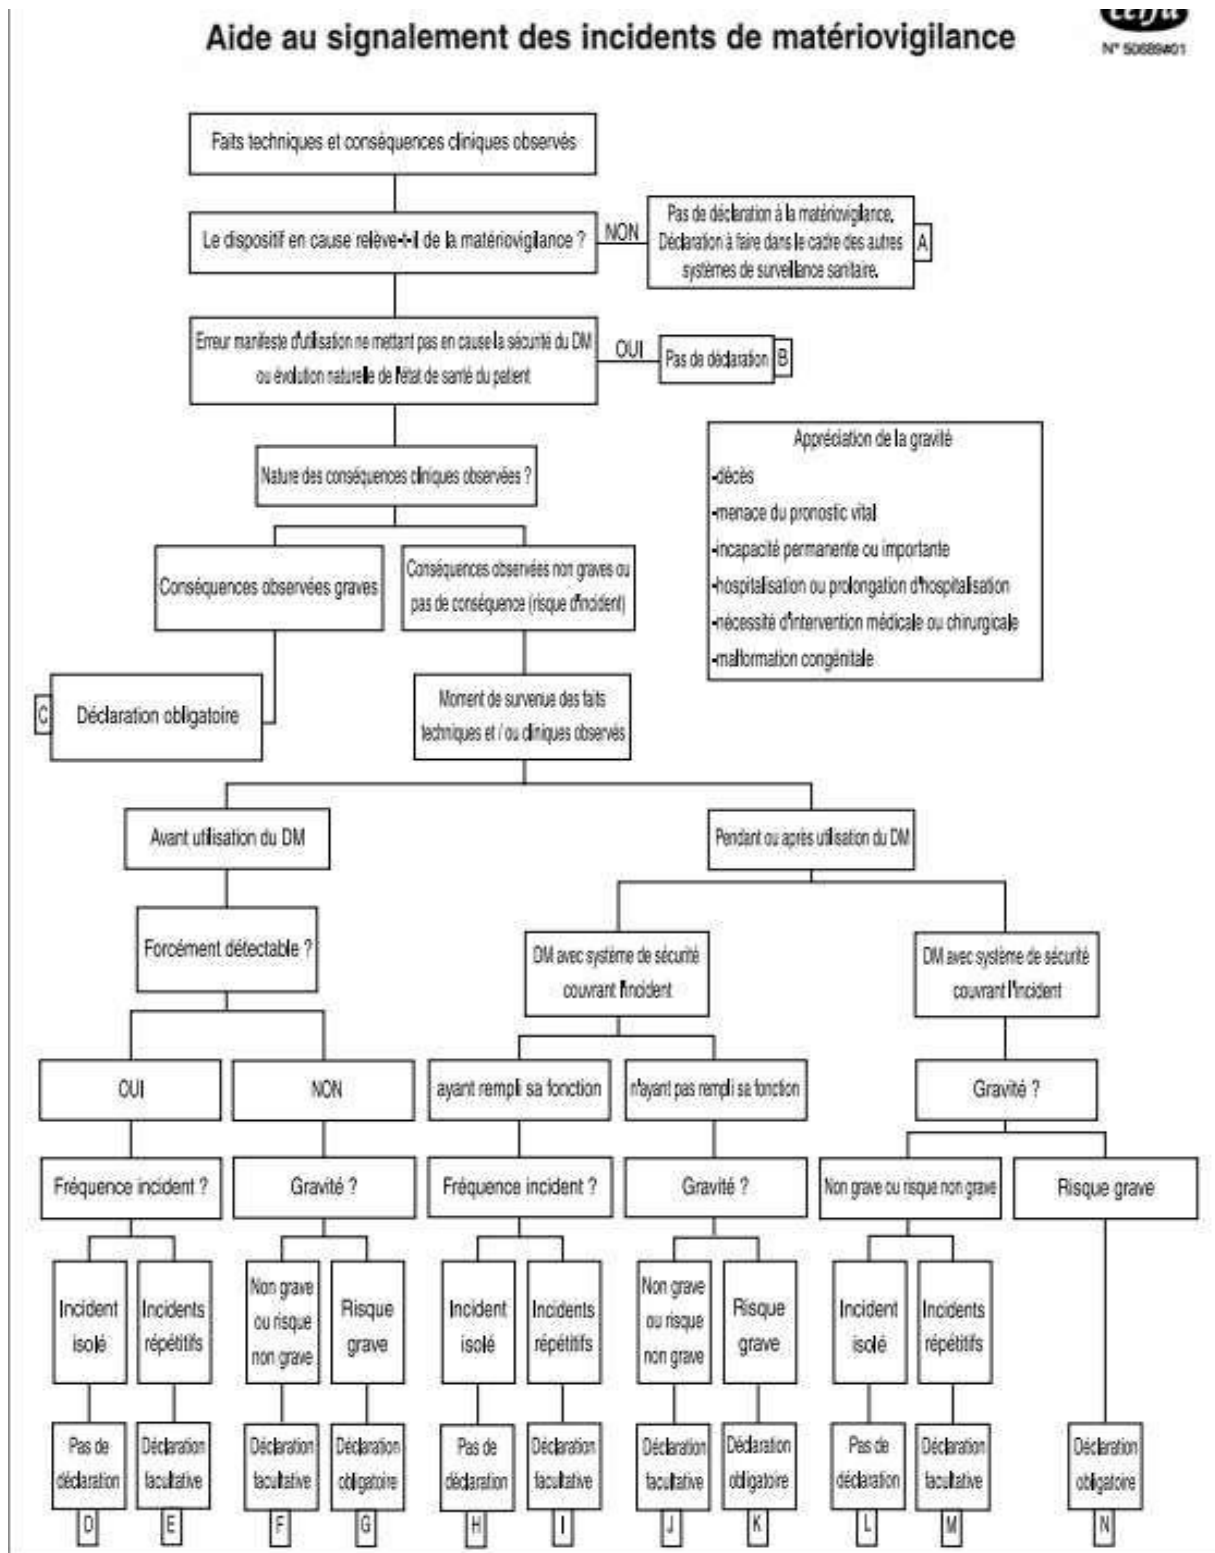 Aide au signalement des incidents de matériovigilance
cerfa
N° 50689#01
Faits techniques et conséquences cliniques observés
Le dispositif en cause relève-t-il de la matériovigilance ?
NON
Pas de déclaration à la matériovigilance.
Déclaration à faire dans le cadre des autres
systèmes de surveillance sanitaire.
A
Erreur manifeste d'utilisation ne mettant pas en cause la sécurité du DM
ou évolution naturelle de l'état de santé du patient
OUI
Pas de déclaration
B
Nature des conséquences cliniques observées ?
Appréciation de la gravité
-décès
-menace du pronostic vital
-incapacité permanente ou importante
-hospitalisation ou prolongation d'hospitalisation
-nécessité d'intervention médicale ou chirurgicale
-malformation congénitale
Conséquences observées graves
Conséquences observées non graves ou
pas de conséquence (risque d'incident)
C
Déclaration obligatoire
Moment de survenue des faits
techniques et / ou cliniques observés
Avant utilisation du DM
Pendant ou après utilisation du DM
Forcément détectable ?
DM avec système de sécurité
couvrant l'incident
DM avec système de sécurité
couvrant l'incident
OUI
NON
ayant rempli sa fonction
n'ayant pas rempli sa fonction
Gravité ?
Fréquence incident ?
Gravité ?
Fréquence incident ?
Gravité ?
Non grave ou risque non grave
Risque grave
Incident
isolé
Incidents
répétitifs
Non grave
ou risque
non grave
Risque
grave
Incident
isolé
Incidents
répétitifs
Non grave
ou risque
non grave
Risque
grave
Incident
isolé
Incidents
répétitifs
Pas de
déclaration
Déclaration
facultative
Déclaration
facultative
Déclaration
obligatoire
Pas de
déclaration
Déclaration
facultative
Déclaration
facultative
Déclaration
obligatoire
Pas de
déclaration
Déclaration
facultative
Déclaration
obligatoire
D
E
F
G
H
I
J
K
L
M
N